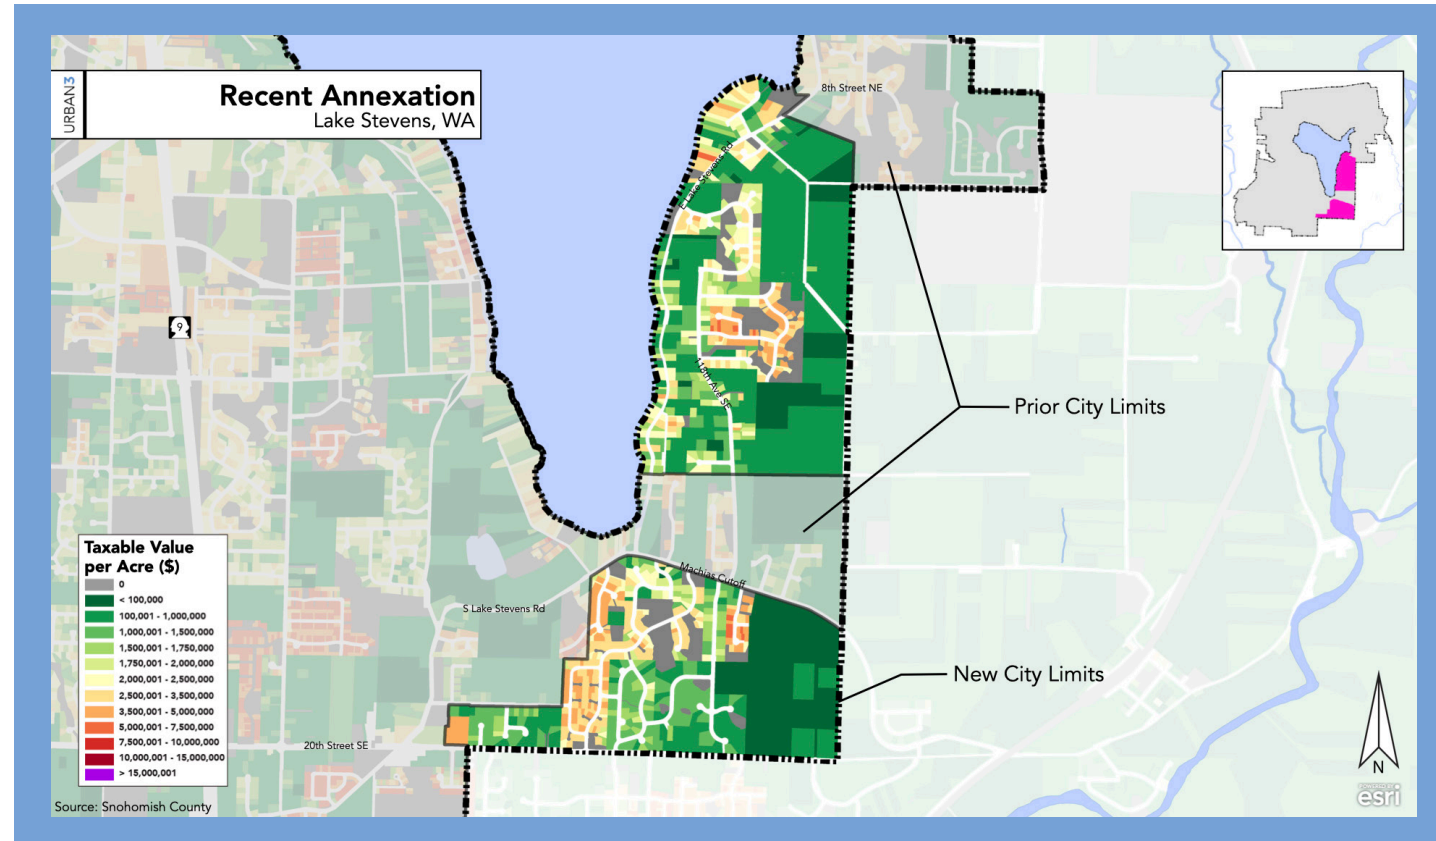 URBAN3
Recent Annexation
Lake Stevens, WA
8th Street NE
E Lake Stevens Rd
9
118th Ave SE
Prior City Limits
Machias Cutoff
S Lake Stevens Rd
New City Limits
20th Street SE
Taxable Value
per Acre ($)
0
< 100,000
100,001 - 1,000,000
1,000,001 - 1,500,000
1,500,001 - 1,750,000
1,750,001 - 2,000,000
2,000,001 - 2,500,000
2,500,001 - 3,500,000
3,500,001 - 5,000,000
5,000,001 - 7,500,000
7,500,001 - 10,000,000
10,000,001 - 15,000,000
> 15,000,001
Source: Snohomish County
N
POWERED BY
esri